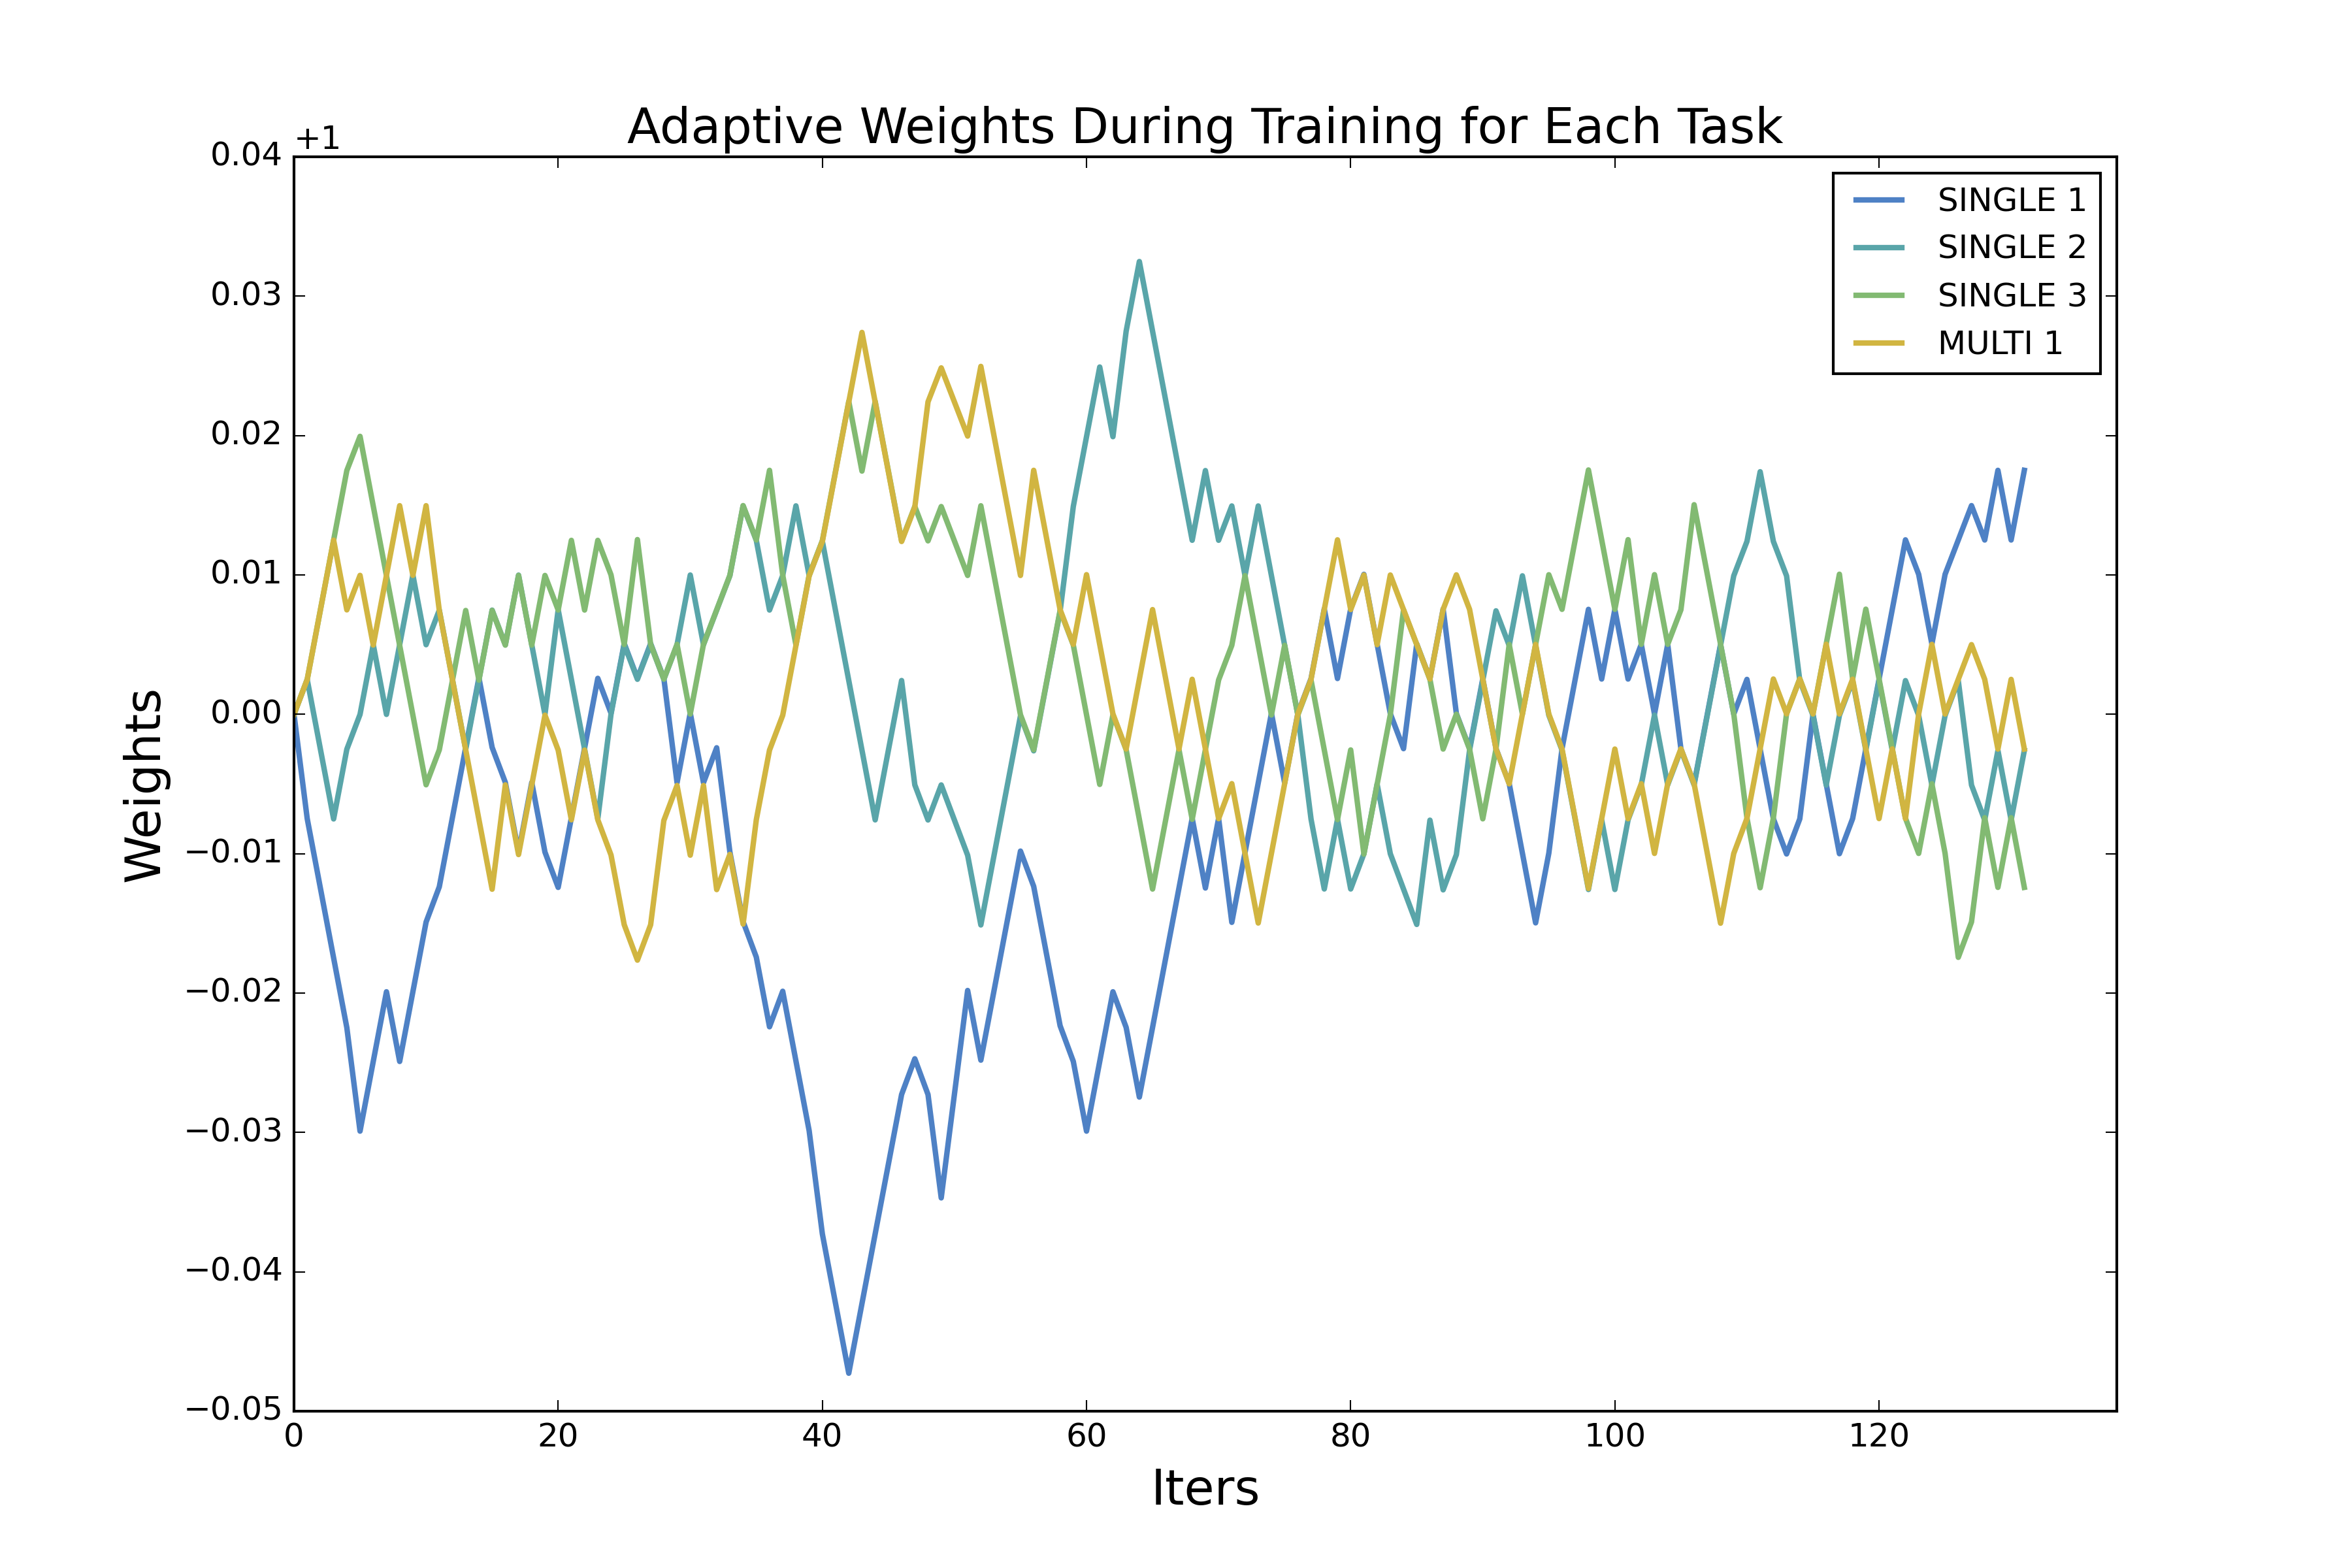 Adaptive Weights During Training for Each Task
+1
0.04
0.03
0.02
0.01
0.00
−0.01
−0.02
−0.03
−0.04
−0.05
Weights
SINGLE 1
SINGLE 2
SINGLE 3
MULTI 1
0 20 40 60 80 100 120
Iters